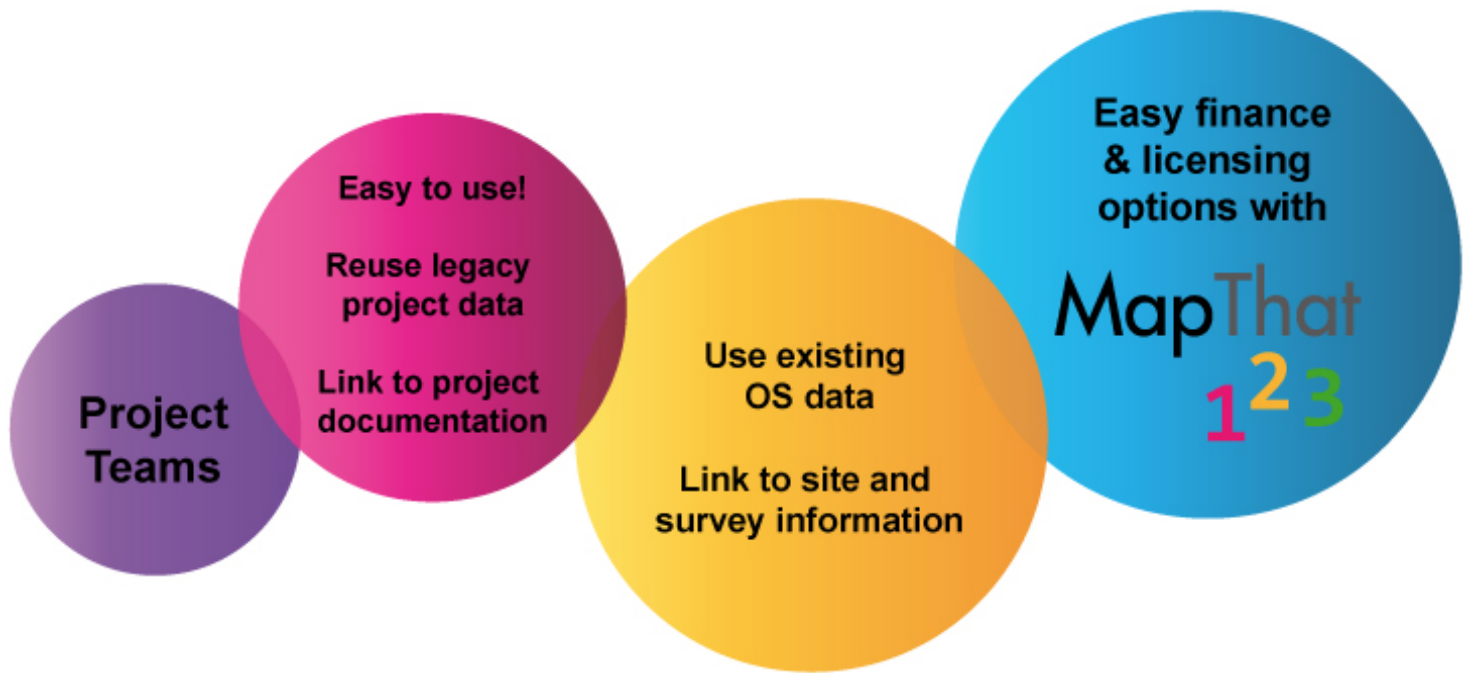 Project
Teams
Easy to use!
Reuse legacy
project data
Link to project
documentation
Use existing
OS data
Link to site and
survey information
Easy finance
& licensing
options with
MapThat
123